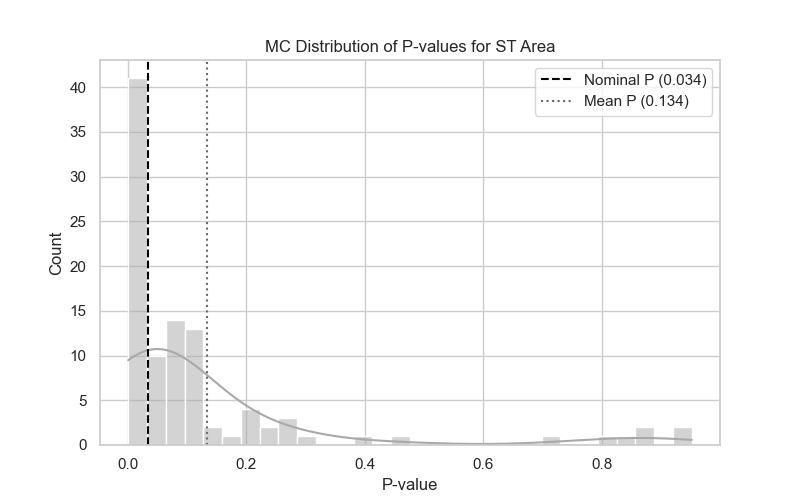 MC Distribution of P-values for ST Area
Nominal P (0.034)
Mean P (0.134)
Count
40
35
30
25
20
15
10
5
0
0.0 0.2 0.4 0.6 0.8
P-value